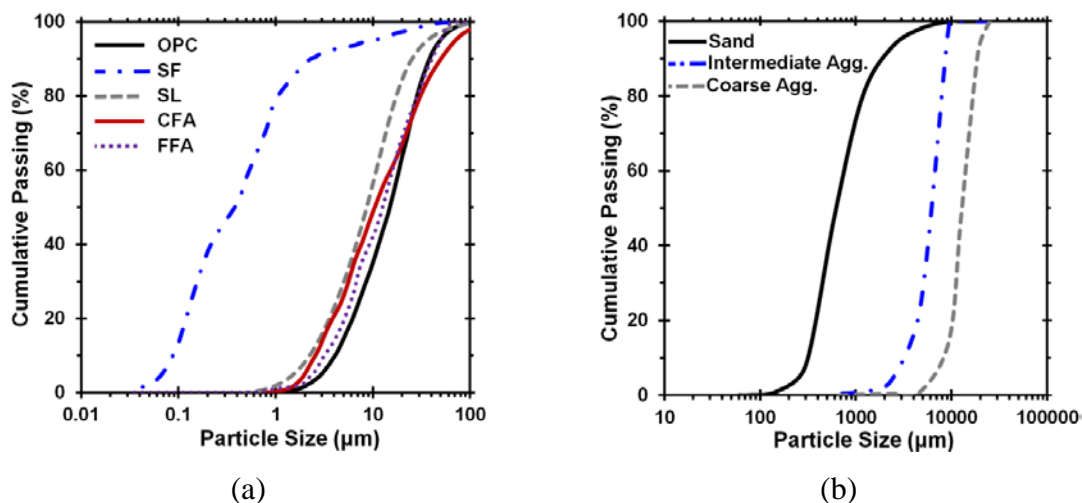 100
80
60
40
20
0
Cumulative Passing (%)
OPC
SF
SL
CFA
FFA
0.01 0.1 1 10 100
Particle Size (µm)
(a)
100
80
60
40
20
0
Cumulative Passing (%)
Sand
Intermediate Agg.
Coarse Agg.
10 100 1000 10000 100000
Particle Size (µm)
(b)